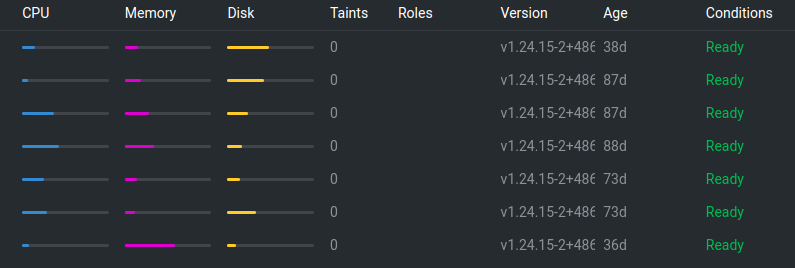 CPU Memory Disk Taints Roles Version Age Conditions
0 v1.24.15-2+486 38d Ready
0 v1.24.15-2+486 87d Ready
0 v1.24.15-2+486 87d Ready
0 v1.24.15-2+486 88d Ready
0 v1.24.15-2+486 73d Ready
0 v1.24.15-2+486 73d Ready
0 v1.24.15-2+486 36d Ready